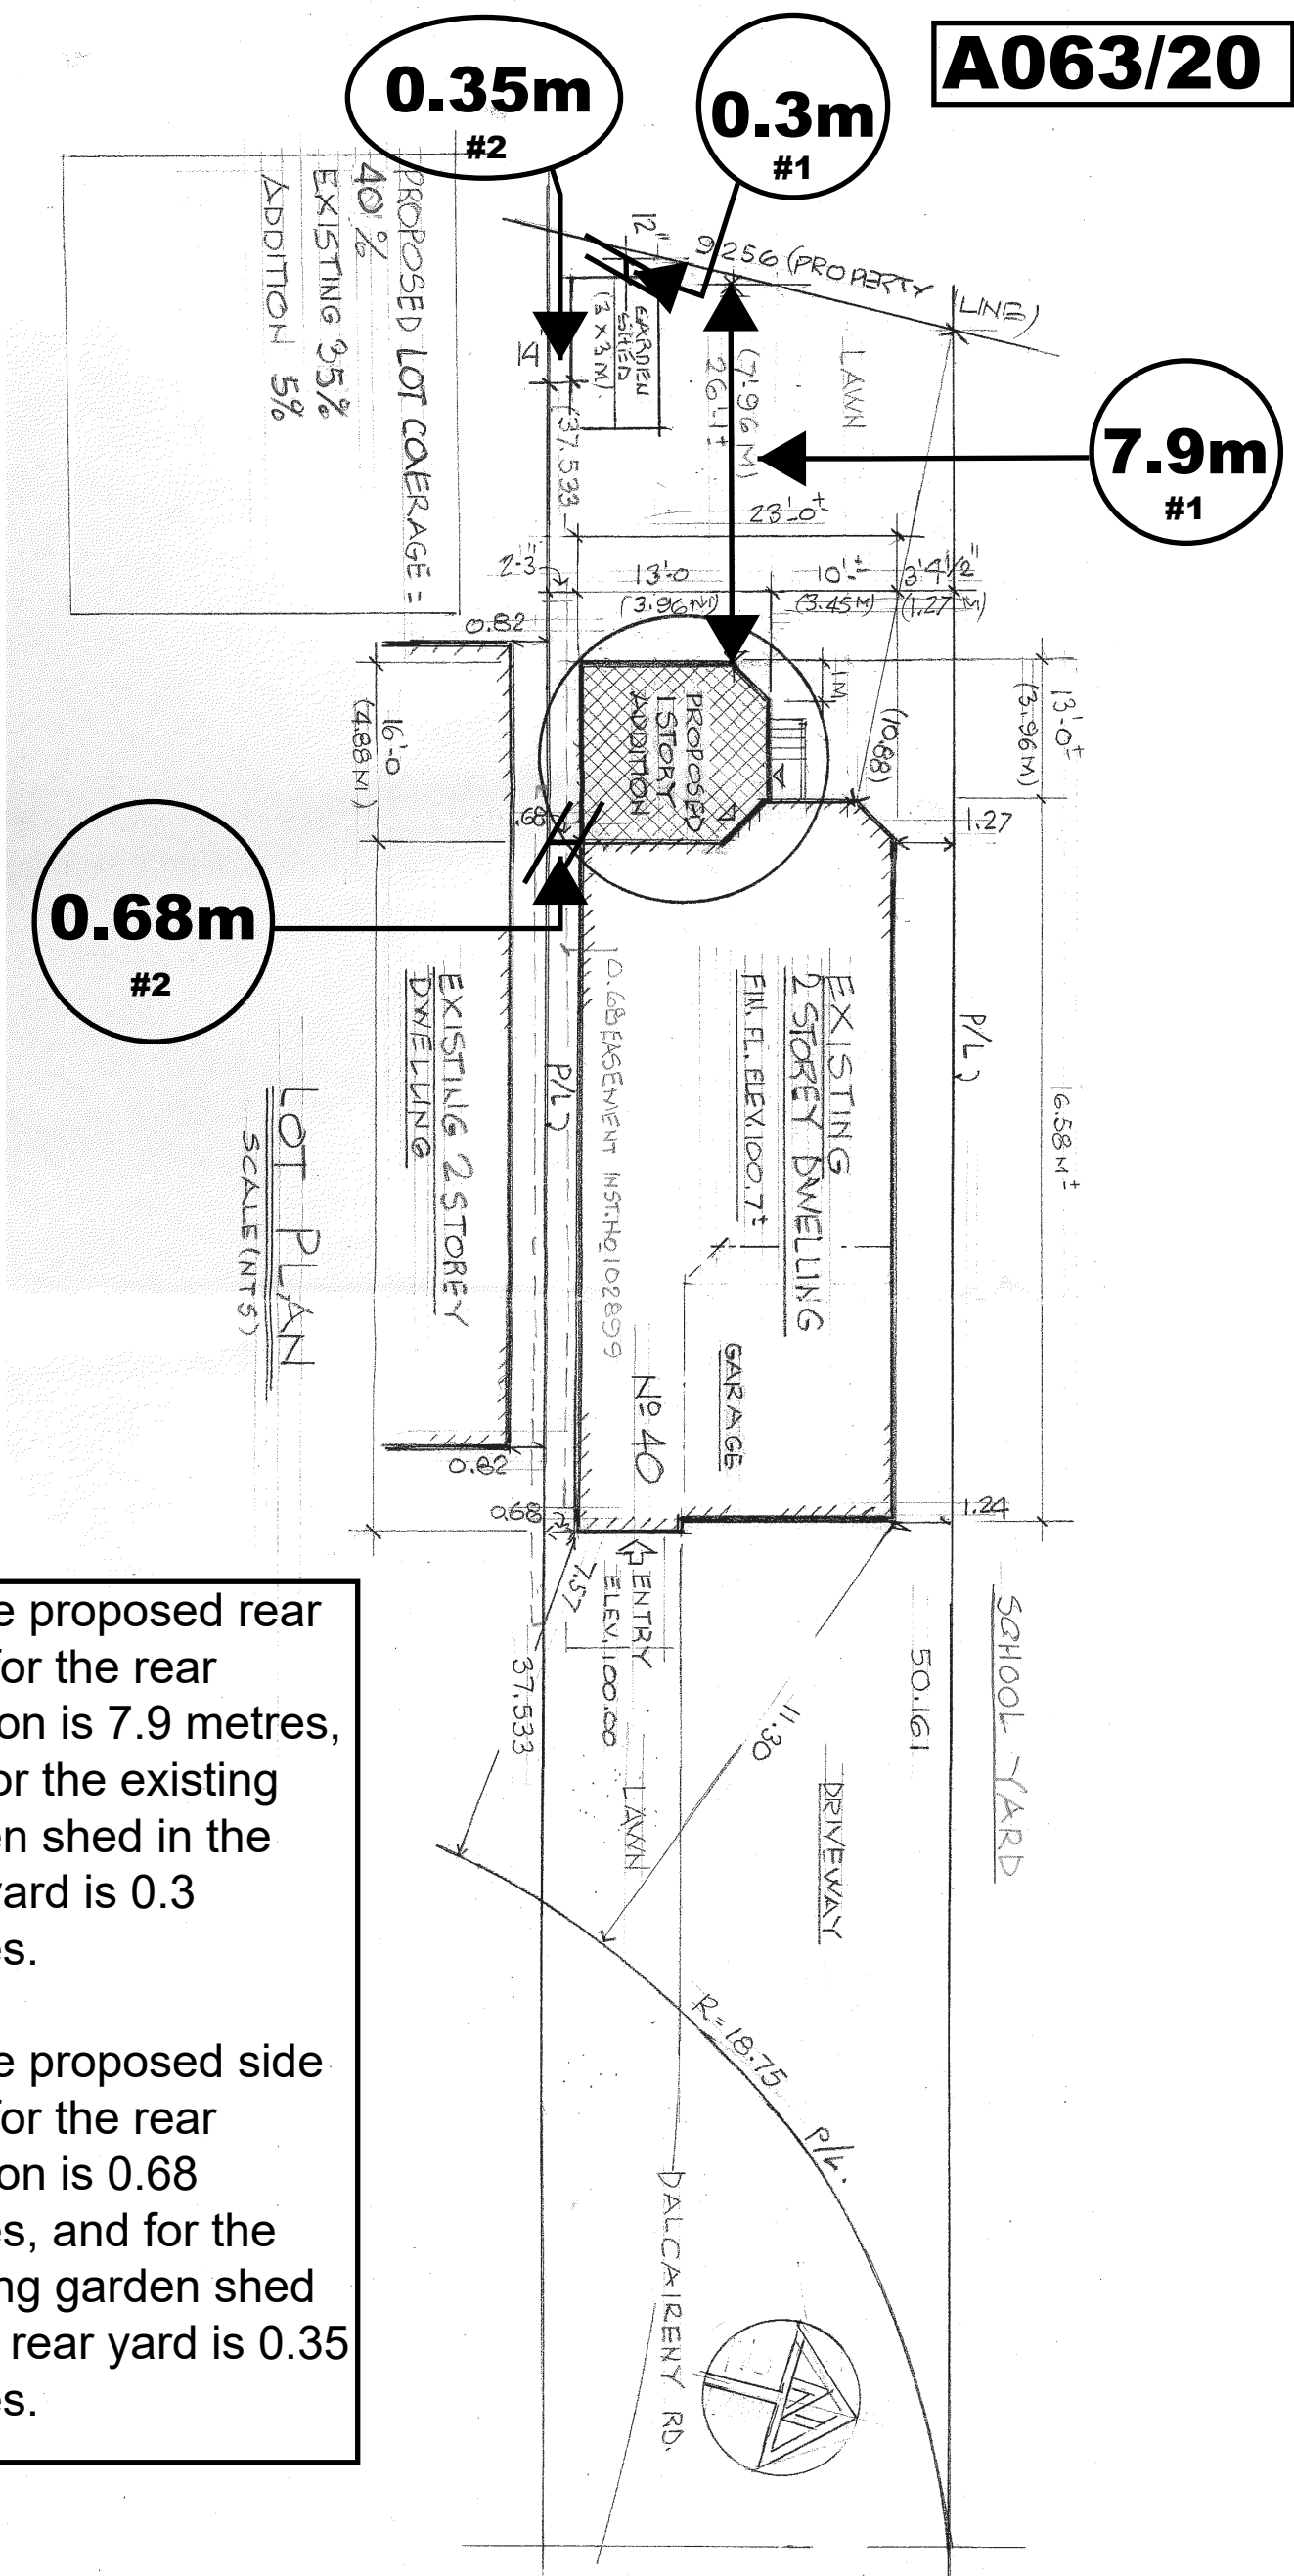 A063/20
0.35m
#2
0.3m
#1
PROPOSED LOT COERAGE =
40%
EXISTING 35%
ADDITION 5%
12"
9.256 (PROPERTY LINE)
GARDEN
SHED
(3 X 3 M)
14
LAWN
(7.96 M)
26'-1±
7.9m
#1
(37.533
23'-0±
2-3"
13'-0
10'-±
3'4 1/2"
(3.96 M)
(3.45 M)
(1.27 M)
0.82
1 M
PROPOSED
1 STORY
ADDITION
(10.88)
13'-0±
(3.96 M)
16'-0
(4.88 M)
.68
1.27
0.68m
#2
EXISTING
2 STOREY DWELLING
FIN. FL. ELEV. 100.7±
0.68 EASEMENT INST. No 102899
P/L
P/L
16.58 M±
EXISTING 2 STOREY
DWELLING
LOT PLAN
SCALE (NTS)
GARAGE
No 40
0.82
0.68
1.24
ENTRY
ELEV. 100.00
7.57
37.533
LAWN
11.30
50.161
SCHOOL YARD
DRIVEWAY
R=18.75
P/L.
DALCAIRENY RD.
e proposed rear
for the rear
on is 7.9 metres,
or the existing
en shed in the
yard is 0.3
es.
e proposed side
for the rear
on is 0.68
es, and for the
ng garden shed
rear yard is 0.35
es.